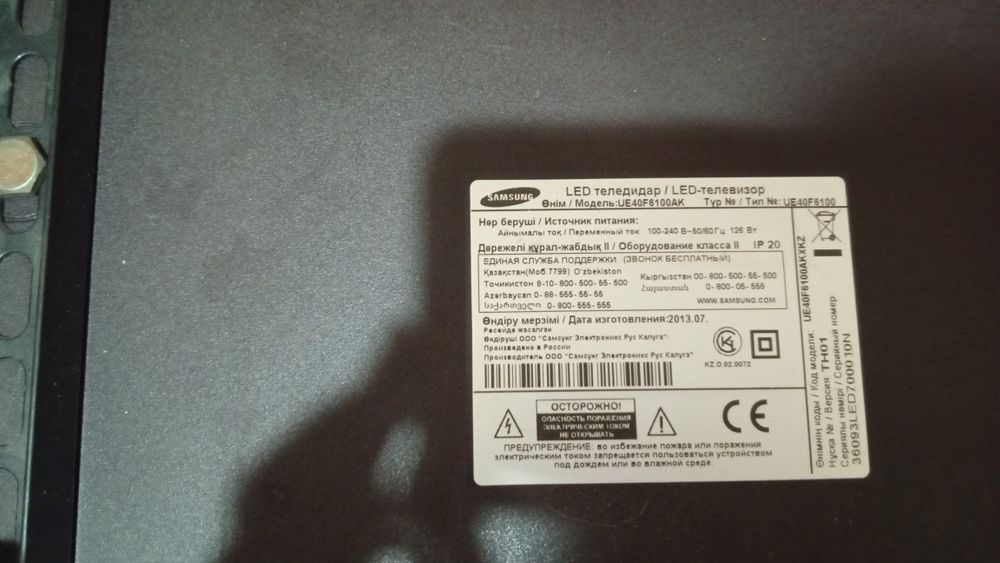 SAMSUNG
LED теледидар / LED-телевизор
Өнім / Модель:UE40F6100AK Түр № / Тип №: UE40F6100
Нәр беруші / Источник питания:
Айнымалы тоқ / Переменный ток 100-240 В~50/60Гц 126 Вт
Дәрежелі құрал-жабдық II / Оборудование класса II IP 20
ЕДИНАЯ СЛУЖБА ПОДДЕРЖКИ (ЗВОНОК БЕСПЛАТНЫЙ)
Қазақстан(Моб.7799) O'zbekiston
Точикистон 8-10-800-500-55-500
Azərbaycan 0-88-555-55-55
საქართველო 0-800-555-555
Кыргызстан 00-800-500-55-500
Հայաստան 0-800-05-555
WWW.SAMSUNG.COM
Өндіру мерзімі / Дата изготовления:2013.07.
Ресейде жасалған
Өндіруші ООО "Самсунг Электроникс Рус Калуга"
Произведено в России
Производитель ООО "Самсунг Электроникс Рус Калуга"
KZ.O.02.0072
ОСТОРОЖНО!
ОПАСНОСТЬ ПОРАЖЕНИЯ
ЭЛЕКТРИЧЕСКИМ ТОКОМ
НЕ ОТКРЫВАТЬ
CE
ПРЕДУПРЕЖДЕНИЕ: во избежание пожара или поражения
электрическим током запрещается пользоваться устройством
под дождем или во влажной среде.
Өнімнің коды / Код модели: UE40F6100AKXKZ
Нұсқа № / Версия TH01
Сериялы немірі / Серийный номер:
36093LED700010N